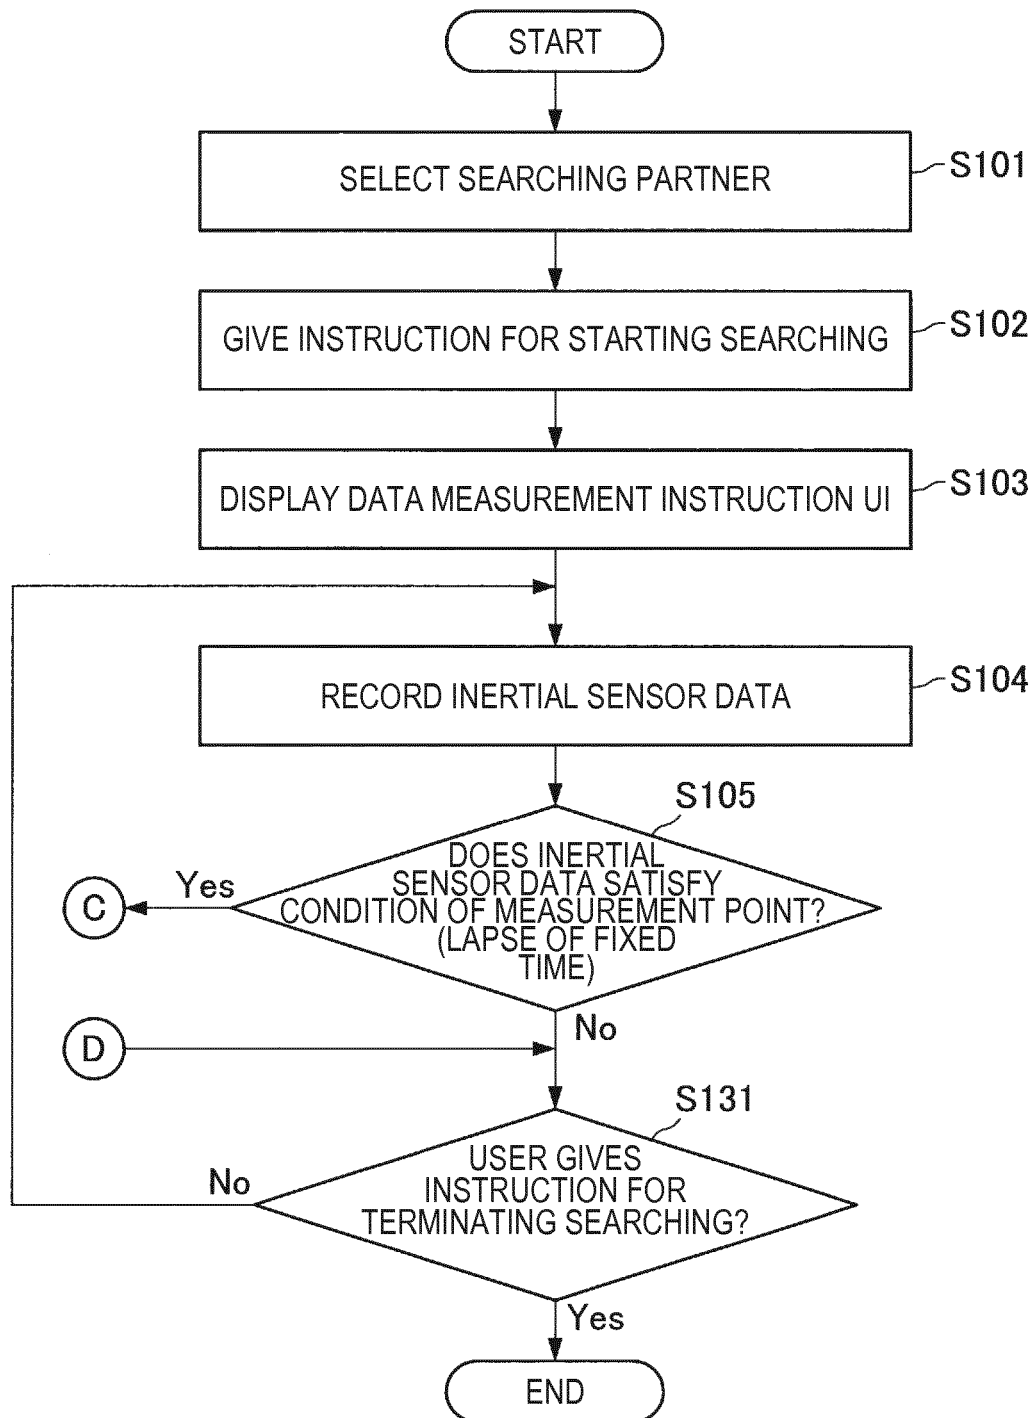 START
SELECT SEARCHING PARTNER
S101
GIVE INSTRUCTION FOR STARTING SEARCHING
S102
DISPLAY DATA MEASUREMENT INSTRUCTION UI
S103
RECORD INERTIAL SENSOR DATA
S104
S105
DOES INERTIAL
SENSOR DATA SATISFY
CONDITION OF MEASUREMENT POINT?
(LAPSE OF FIXED
TIME)
Yes
C
No
D
S131
USER GIVES
INSTRUCTION FOR
TERMINATING SEARCHING?
No
Yes
END